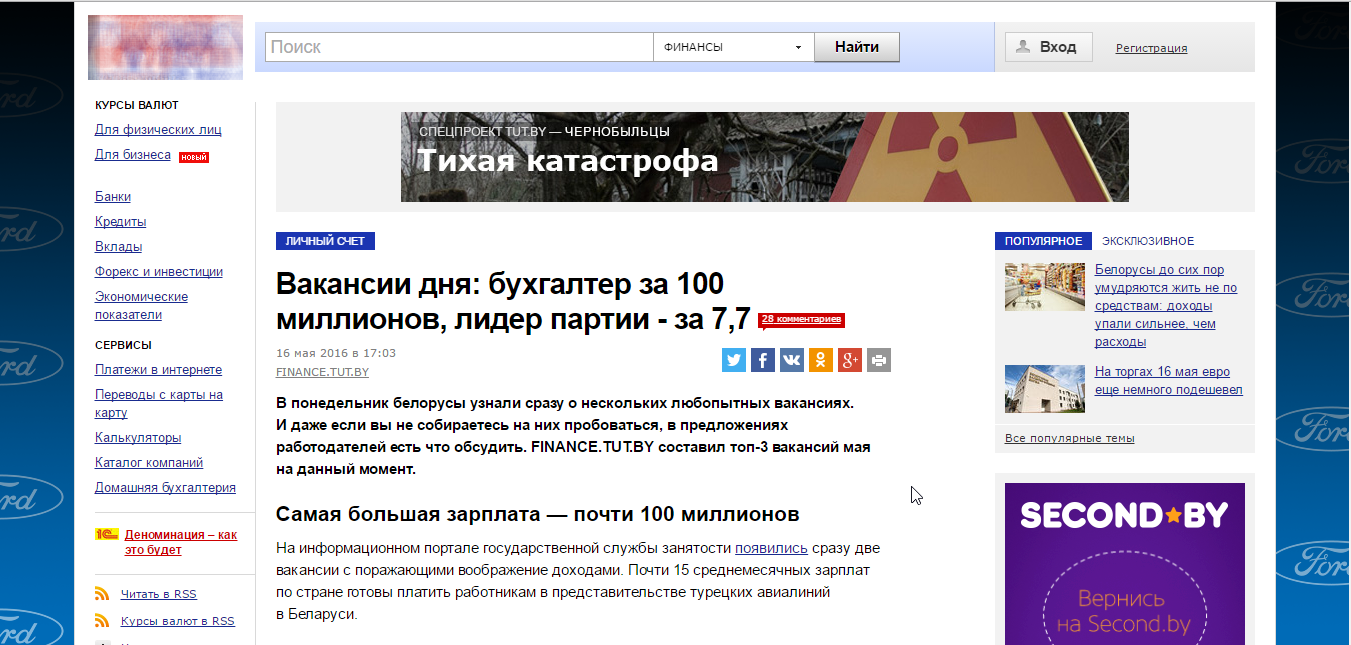 Поиск
ФИНАНСЫ
Найти
Вход
Регистрация
КУРСЫ ВАЛЮТ
Для физических лиц
Для бизнеса новый
Банки
Кредиты
Вклады
Форекс и инвестиции
Экономические
показатели
СЕРВИСЫ
Платежи в интернете
Переводы с карты на
карту
Калькуляторы
Каталог компаний
Домашняя бухгалтерия
1С Деноминация – как
это будет
Читать в RSS
Курсы валют в RSS
СПЕЦПРОЕКТ TUT.BY — ЧЕРНОБЫЛЬЦЫ
Тихая катастрофа
ЛИЧНЫЙ СЧЕТ
Вакансии дня: бухгалтер за 100
миллионов, лидер партии - за 7,7 28 комментариев
16 мая 2016 в 17:03
FINANCE.TUT.BY
В понедельник белорусы узнали сразу о нескольких любопытных вакансиях.
И даже если вы не собираетесь на них пробоваться, в предложениях
работодателей есть что обсудить. FINANCE.TUT.BY составил топ-3 вакансий мая
на данный момент.
Самая большая зарплата — почти 100 миллионов
На информационном портале государственной службы занятости появились сразу две
вакансии с поражающими воображение доходами. Почти 15 среднемесячных зарплат
по стране готовы платить работникам в представительстве турецких авиалиний
в Беларуси.
ПОПУЛЯРНОЕ ЭКСКЛЮЗИВНОЕ
Белорусы до сих пор
умудряются жить не по
средствам: доходы
упали сильнее, чем
расходы
На торгах 16 мая евро
еще немного подешевел
Все популярные темы
SECOND BY
Вернись
на Second.by
Ford